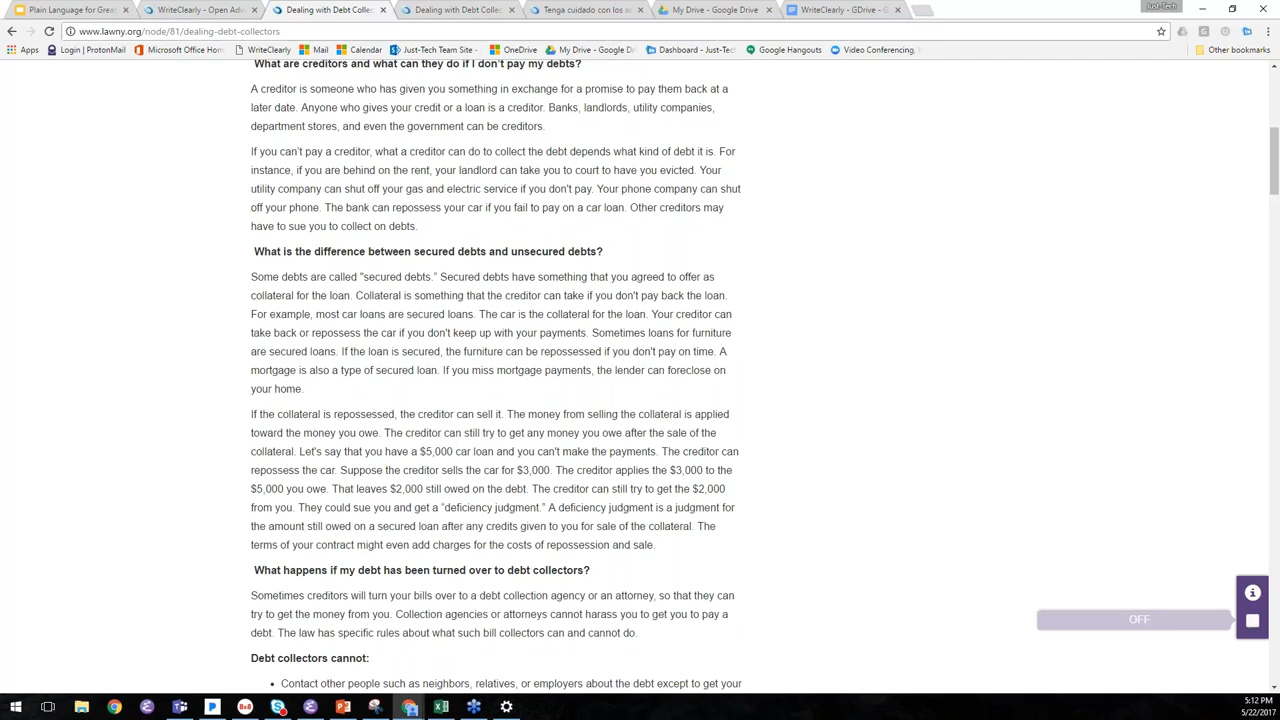 Plain Language for Grea
WriteClearly - Open Adv
Dealing with Debt Collec
Dealing with Debt Collec
Tenga cuidado con los ar
My Drive - Google Drive
WriteClearly - GDrive - G
Just-Tech
www.lawny.org/node/81/dealing-debt-collectors
Apps
Login | ProtonMail
Microsoft Office Hom
WriteClearly
Mail
Calendar
Just-Tech Team Site -
OneDrive
My Drive - Google Dri
Dashboard - Just-Tec
Google Hangouts
Video Conferencing,
Other bookmarks
What are creditors and what can they do if I don't pay my debts?
A creditor is someone who has given you something in exchange for a promise to pay them back at a
later date. Anyone who gives your credit or a loan is a creditor. Banks, landlords, utility companies,
department stores, and even the government can be creditors.
If you can't pay a creditor, what a creditor can do to collect the debt depends what kind of debt it is. For
instance, if you are behind on the rent, your landlord can take you to court to have you evicted. Your
utility company can shut off your gas and electric service if you don't pay. Your phone company can shut
off your phone. The bank can repossess your car if you fail to pay on a car loan. Other creditors may
have to sue you to collect on debts.
What is the difference between secured debts and unsecured debts?
Some debts are called "secured debts." Secured debts have something that you agreed to offer as
collateral for the loan. Collateral is something that the creditor can take if you don't pay back the loan.
For example, most car loans are secured loans. The car is the collateral for the loan. Your creditor can
take back or repossess the car if you don't keep up with your payments. Sometimes loans for furniture
are secured loans. If the loan is secured, the furniture can be repossessed if you don't pay on time. A
mortgage is also a type of secured loan. If you miss mortgage payments, the lender can foreclose on
your home.
If the collateral is repossessed, the creditor can sell it. The money from selling the collateral is applied
toward the money you owe. The creditor can still try to get any money you owe after the sale of the
collateral. Let's say that you have a $5,000 car loan and you can't make the payments. The creditor can
repossess the car. Suppose the creditor sells the car for $3,000. The creditor applies the $3,000 to the
$5,000 you owe. That leaves $2,000 still owed on the debt. The creditor can still try to get the $2,000
from you. They could sue you and get a "deficiency judgment." A deficiency judgment is a judgment for
the amount still owed on a secured loan after any credits given to you for sale of the collateral. The
terms of your contract might even add charges for the costs of repossession and sale.
What happens if my debt has been turned over to debt collectors?
Sometimes creditors will turn your bills over to a debt collection agency or an attorney, so that they can
try to get the money from you. Collection agencies or attorneys cannot harass you to get you to pay a
debt. The law has specific rules about what such bill collectors can and cannot do.
OFF
Debt collectors cannot:
• Contact other people such as neighbors, relatives, or employers about the debt except to get your
5:12 PM
5/22/2017